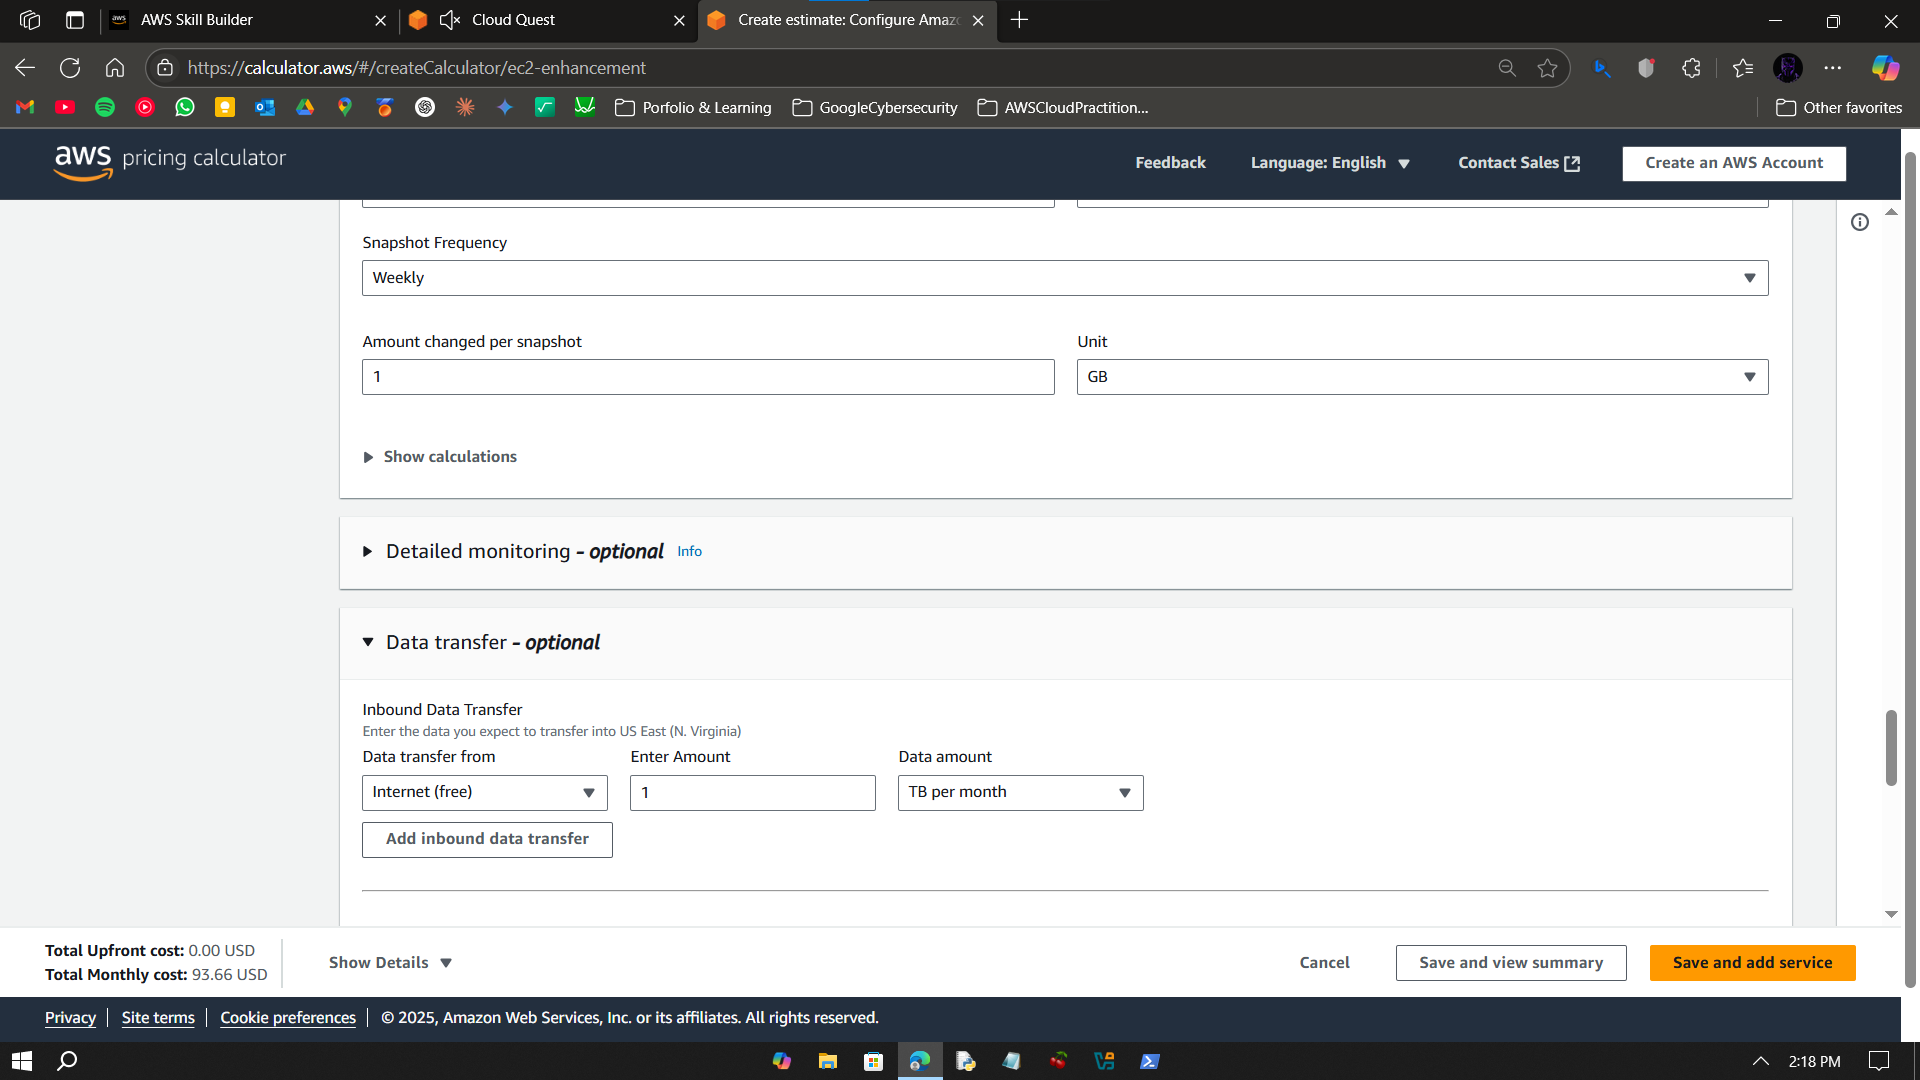 aws AWS Skill Builder
Cloud Quest
Create estimate: Configure Amazo
https://calculator.aws/#/createCalculator/ec2-enhancement
Porfolio & Learning
GoogleCybersecurity
AWSCloudPractition...
Other favorites
aws pricing calculator
Feedback
Language: English
Contact Sales
Create an AWS Account
Snapshot Frequency
Weekly
Amount changed per snapshot
Unit
1
GB
Show calculations
Detailed monitoring - optional Info
Data transfer - optional
Inbound Data Transfer
Enter the data you expect to transfer into US East (N. Virginia)
Data transfer from
Enter Amount
Data amount
Internet (free)
1
TB per month
Add inbound data transfer
Total Upfront cost: 0.00 USD
Total Monthly cost: 93.66 USD
Show Details
Cancel
Save and view summary
Save and add service
Privacy
Site terms
Cookie preferences
© 2025, Amazon Web Services, Inc. or its affiliates. All rights reserved.
2:18 PM